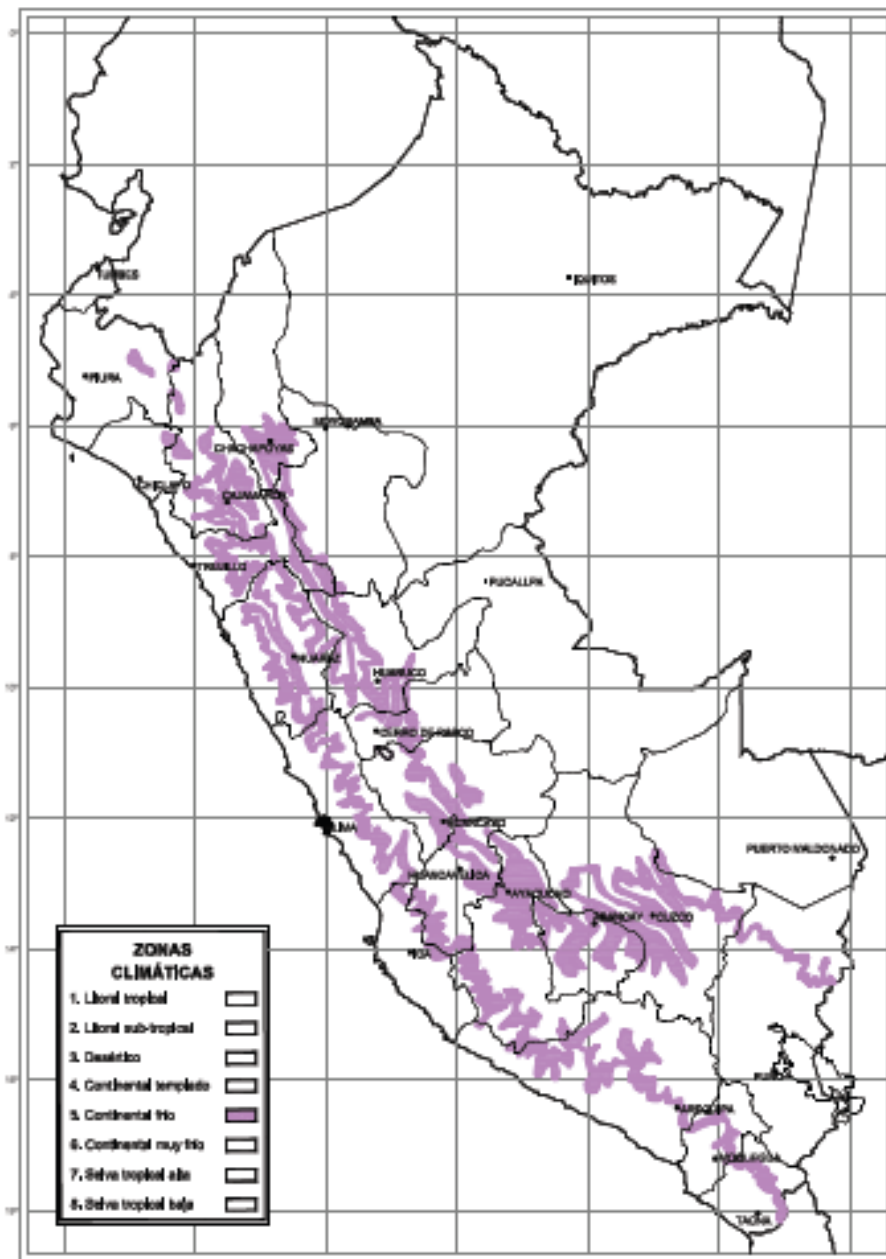 TUMBES
IQUITOS
PIURA
MOYOBAMBA
CHACHAPOYAS
CHICLAYO
CAJAMARCA
TRUJILLO
PUCALLPA
HUARAZ
HUANUCO
CERRO DE PASCO
LIMA
HUANCAYO
PUERTO MALDONADO
HUANCAVELICA
AYACUCHO
ABANCAY
CUZCO
ICA
PUNO
AREQUIPA
MOQUEGUA
TACNA
ZONAS
CLIMÁTICAS
1. Litoral tropical
2. Litoral sub-tropical
3. Desértico
4. Continental templado
5. Continental frío
6. Continental muy frío
7. Selva tropical alta
8. Selva tropical baja